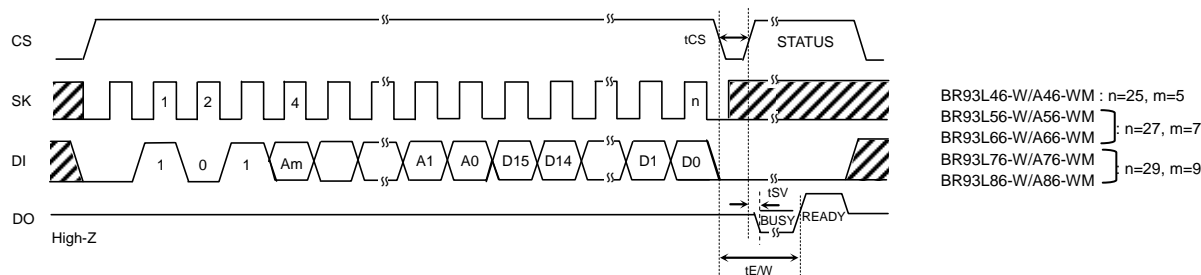 CS
tCS
STATUS
SK
1
2
4
n
DI
1
0
1
Am
A1
A0
D15
D14
D1
D0
tSV
DO
BUSY
READY
High-Z
tE/W
BR93L46-W/A46-WM : n=25, m=5
BR93L56-W/A56-WM
BR93L66-W/A66-WM
: n=27, m=7
BR93L76-W/A76-WM
BR93L86-W/A86-WM
: n=29, m=9